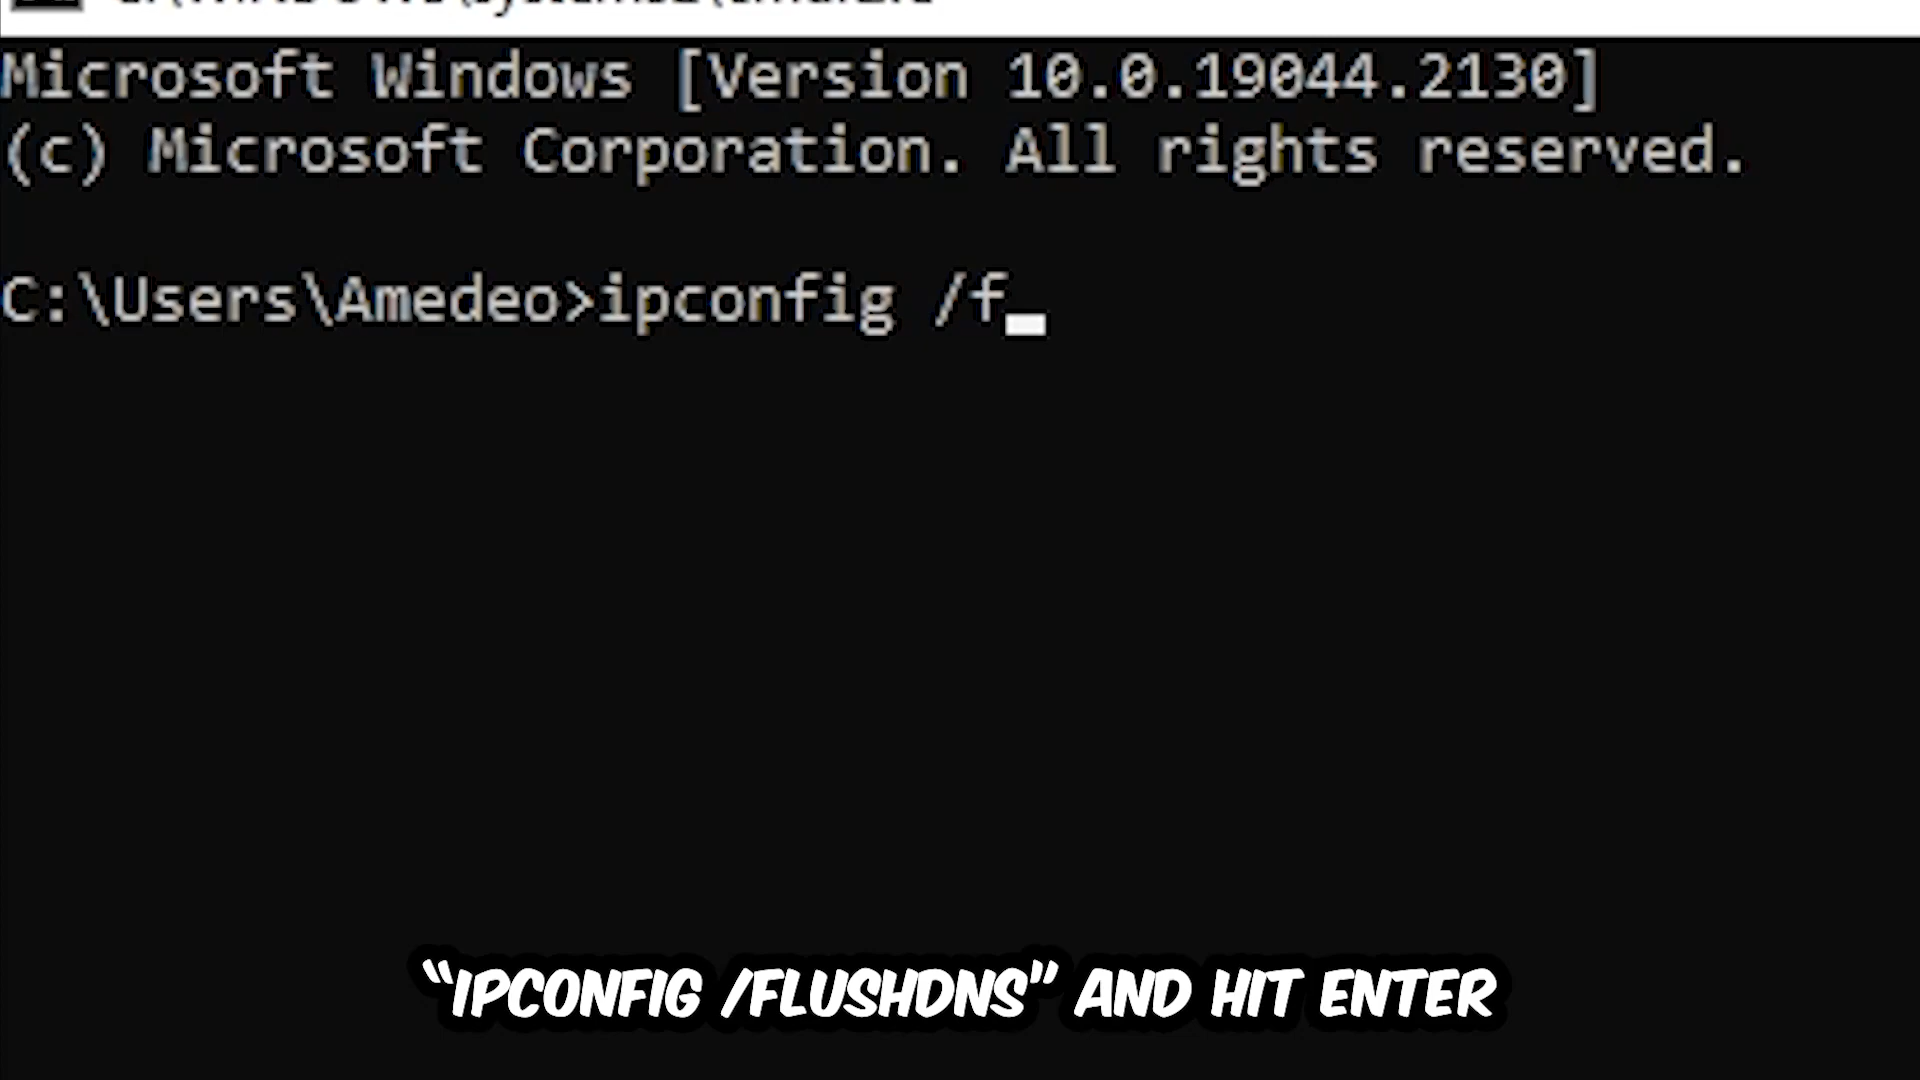 Microsoft Windows [Version 10.0.19044.2130]
(c) Microsoft Corporation. All rights reserved.
C:\Users\Amedeo>ipconfig /f
“IPCONFIG /FLUSHDNS” AND HIT ENTER